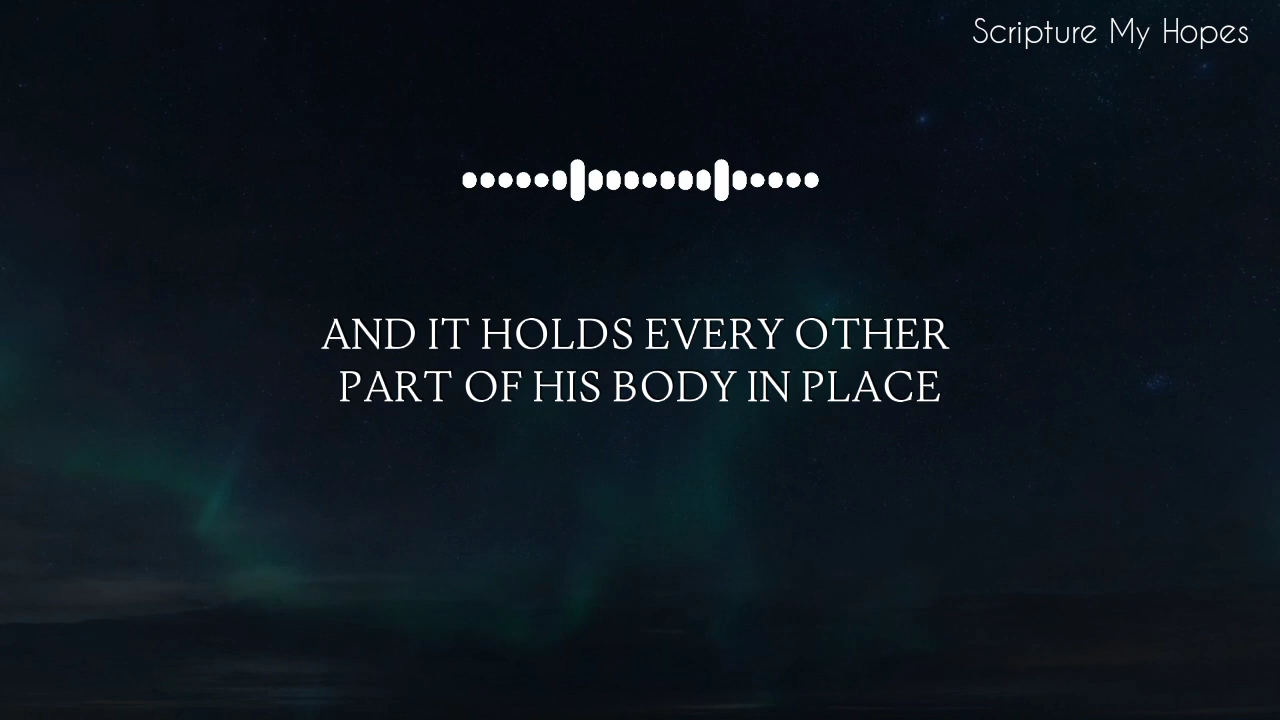 Scripture My Hopes
AND IT HOLDS EVERY OTHER
PART OF HIS BODY IN PLACE